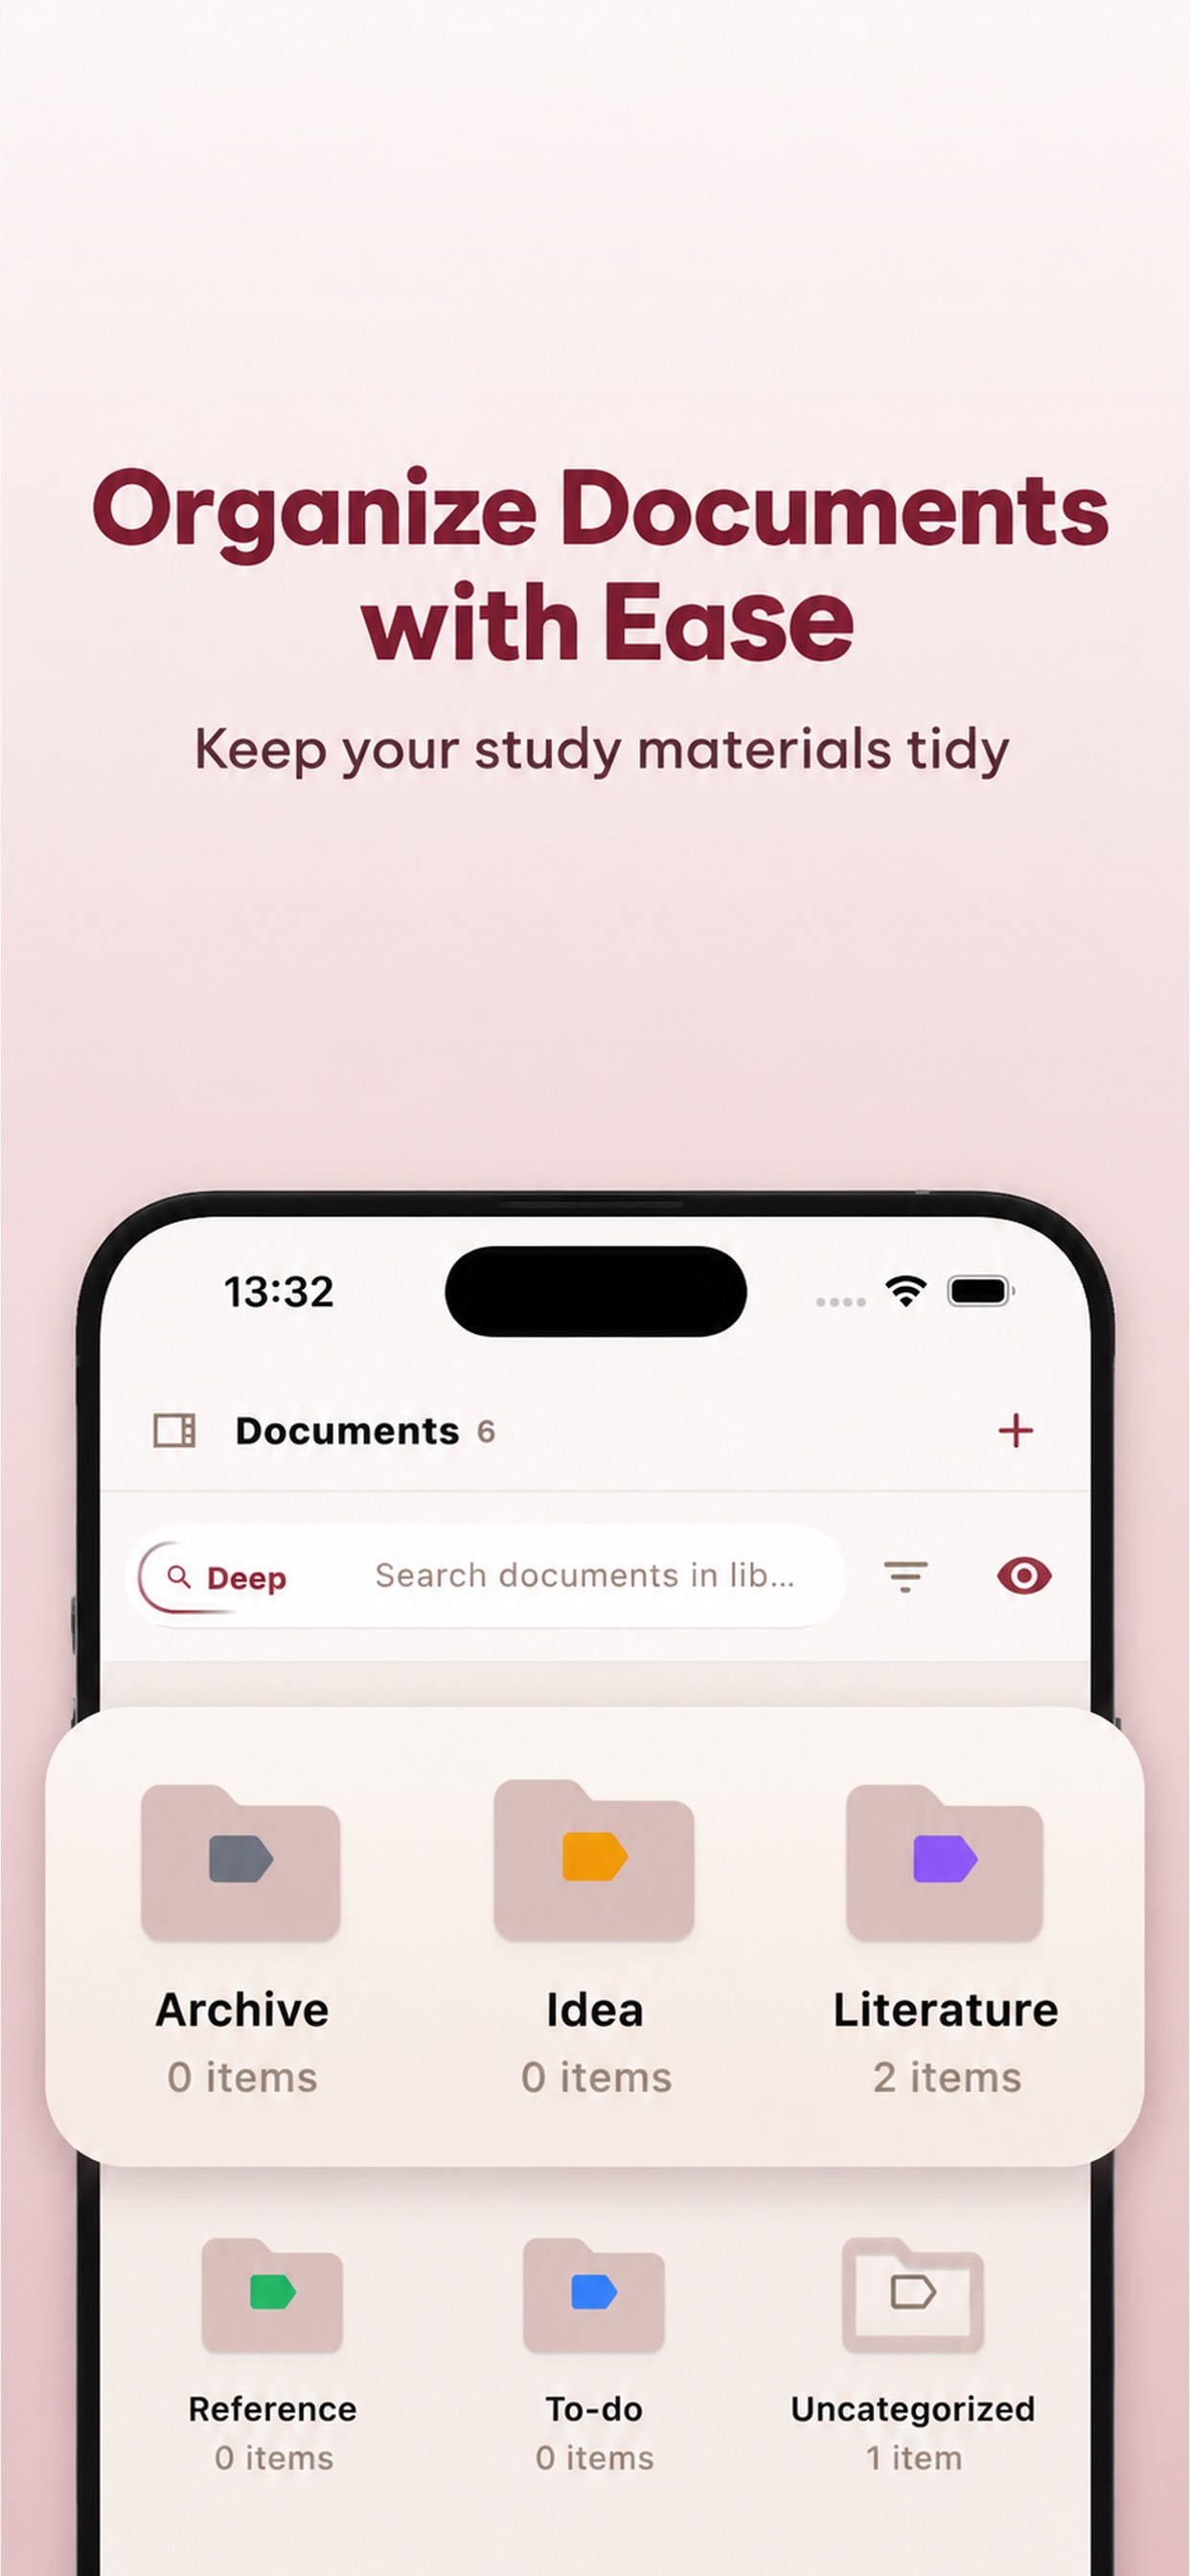 Organize Documents
with Ease
Keep your study materials tidy
13:32
Documents 6
Deep Search documents in lib...
Archive Idea Literature
0 items 0 items 2 items
Reference To-do Uncategorized
0 items 0 items 1 item